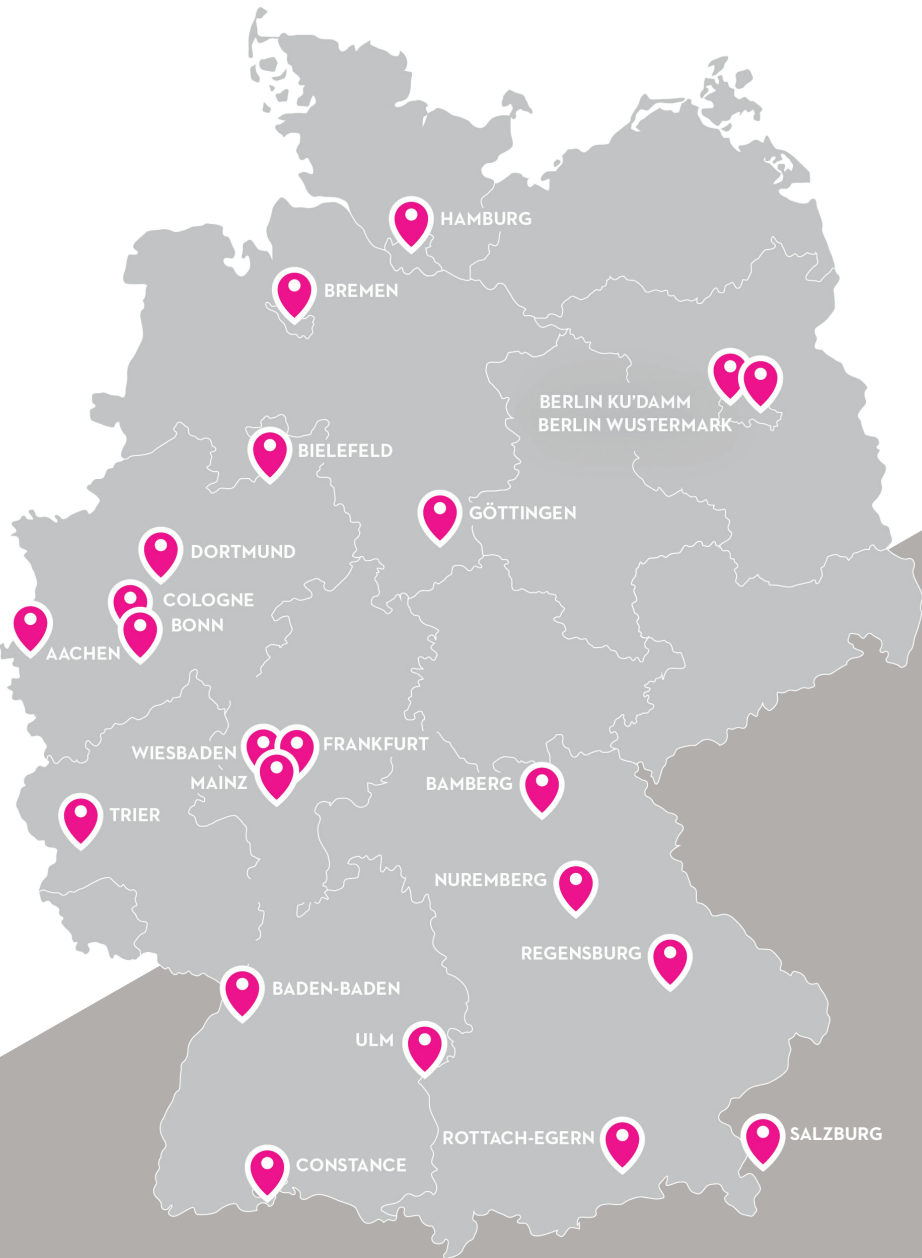 HAMBURG
BREMEN
BERLIN KU'DAMM
BERLIN WUSTERMARK
BIELEFELD
GÖTTINGEN
DORTMUND
COLOGNE
BONN
AACHEN
WIESBADEN
FRANKFURT
MAINZ
BAMBERG
TRIER
NUREMBERG
REGENSBURG
BADEN-BADEN
ULM
ROTTACH-EGERN
SALZBURG
CONSTANCE